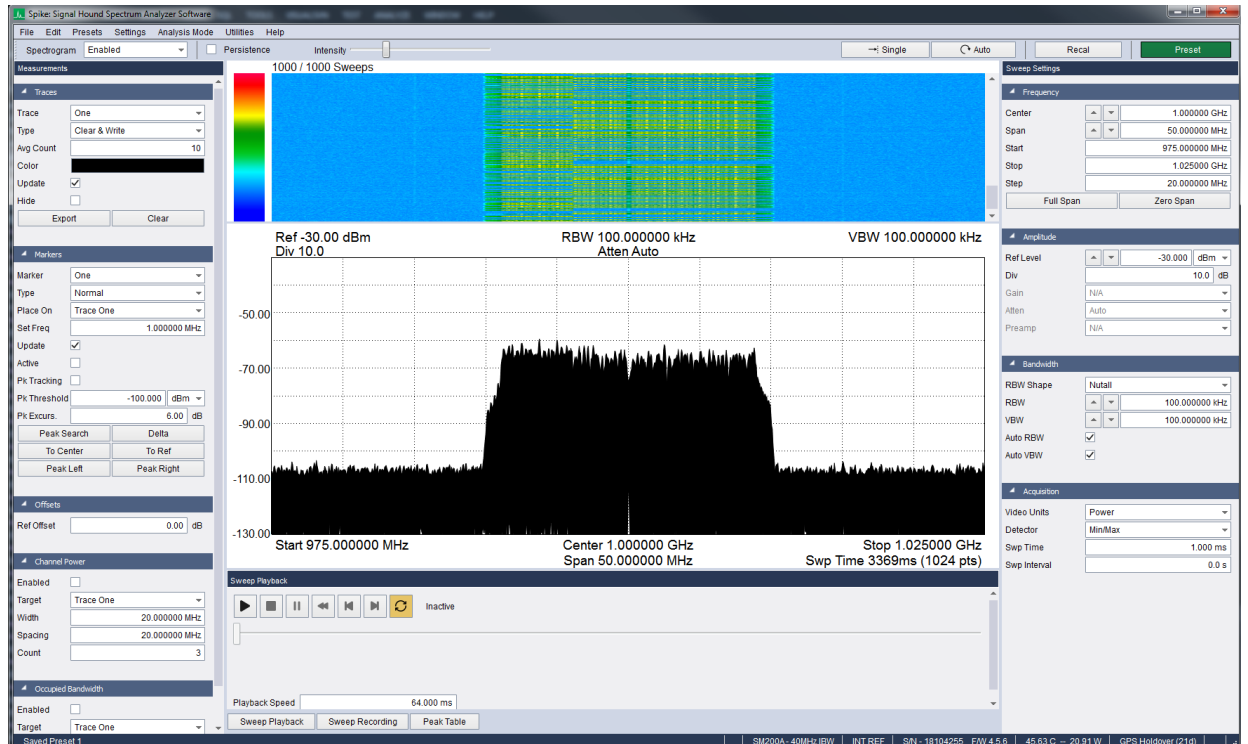 Spike: Signal Hound Spectrum Analyzer Software
File Edit Presets Settings Analysis Mode Utilities Help
Spectrogram Enabled Persistence Intensity Single Auto Recal Preset
Measurements
Traces
Trace One
Type Clear & Write
Avg Count 10
Color
Update
Hide
Export Clear
Markers
Marker One
Type Normal
Place On Trace One
Set Freq 1.000000 MHz
Update
Active
Pk Tracking
Pk Threshold -100.000 dBm
Pk Excurs. 6.00 dB
Peak Search Delta
To Center To Ref
Peak Left Peak Right
Offsets
Ref Offset 0.00 dB
Channel Power
Enabled
Target Trace One
Width 20.000000 MHz
Spacing 20.000000 MHz
Count 3
Occupied Bandwidth
Enabled
Target Trace One
1000 / 1000 Sweeps
Ref -30.00 dBm RBW 100.000000 kHz VBW 100.000000 kHz
Div 10.0 Atten Auto
-50.00
-70.00
-90.00
-110.00
-130.00
Start 975.000000 MHz Center 1.000000 GHz Stop 1.025000 GHz
Span 50.000000 MHz Swp Time 3369ms (1024 pts)
Sweep Playback
Inactive
Playback Speed 64.000 ms
Sweep Playback Sweep Recording Peak Table
Sweep Settings
Frequency
Center 1.000000 GHz
Span 50.000000 MHz
Start 975.000000 MHz
Stop 1.025000 GHz
Step 20.000000 MHz
Full Span Zero Span
Amplitude
Ref Level -30.000 dBm
Div 10.0 dB
Gain N/A
Atten Auto
Preamp N/A
Bandwidth
RBW Shape Nutall
RBW 100.000000 kHz
VBW 100.000000 kHz
Auto RBW
Auto VBW
Acquisition
Video Units Power
Detector Min/Max
Swp Time 1.000 ms
Swp Interval 0.0 s
Saved Preset 1 SM200A - 40MHz IBW INT REF S/N - 18104255 F/W 4.5.6 45.63 C -- 20.91 W GPS Holdover (21d)